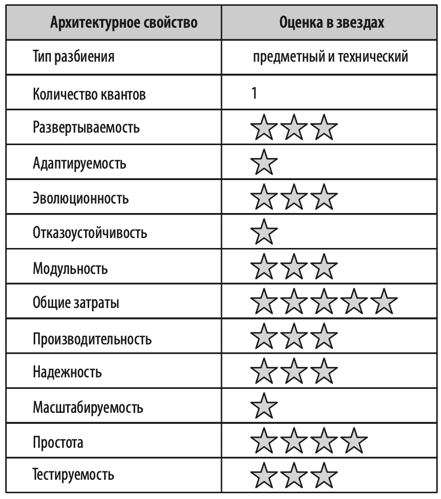 Архитектурное свойство Оценка в звездах
Тип разбиения предметный и технический
Количество квантов 1
Развертываемость
Адаптируемость
Эволюционность
Отказоустойчивость
Модульность
Общие затраты
Производительность
Надежность
Масштабируемость
Простота
Тестируемость